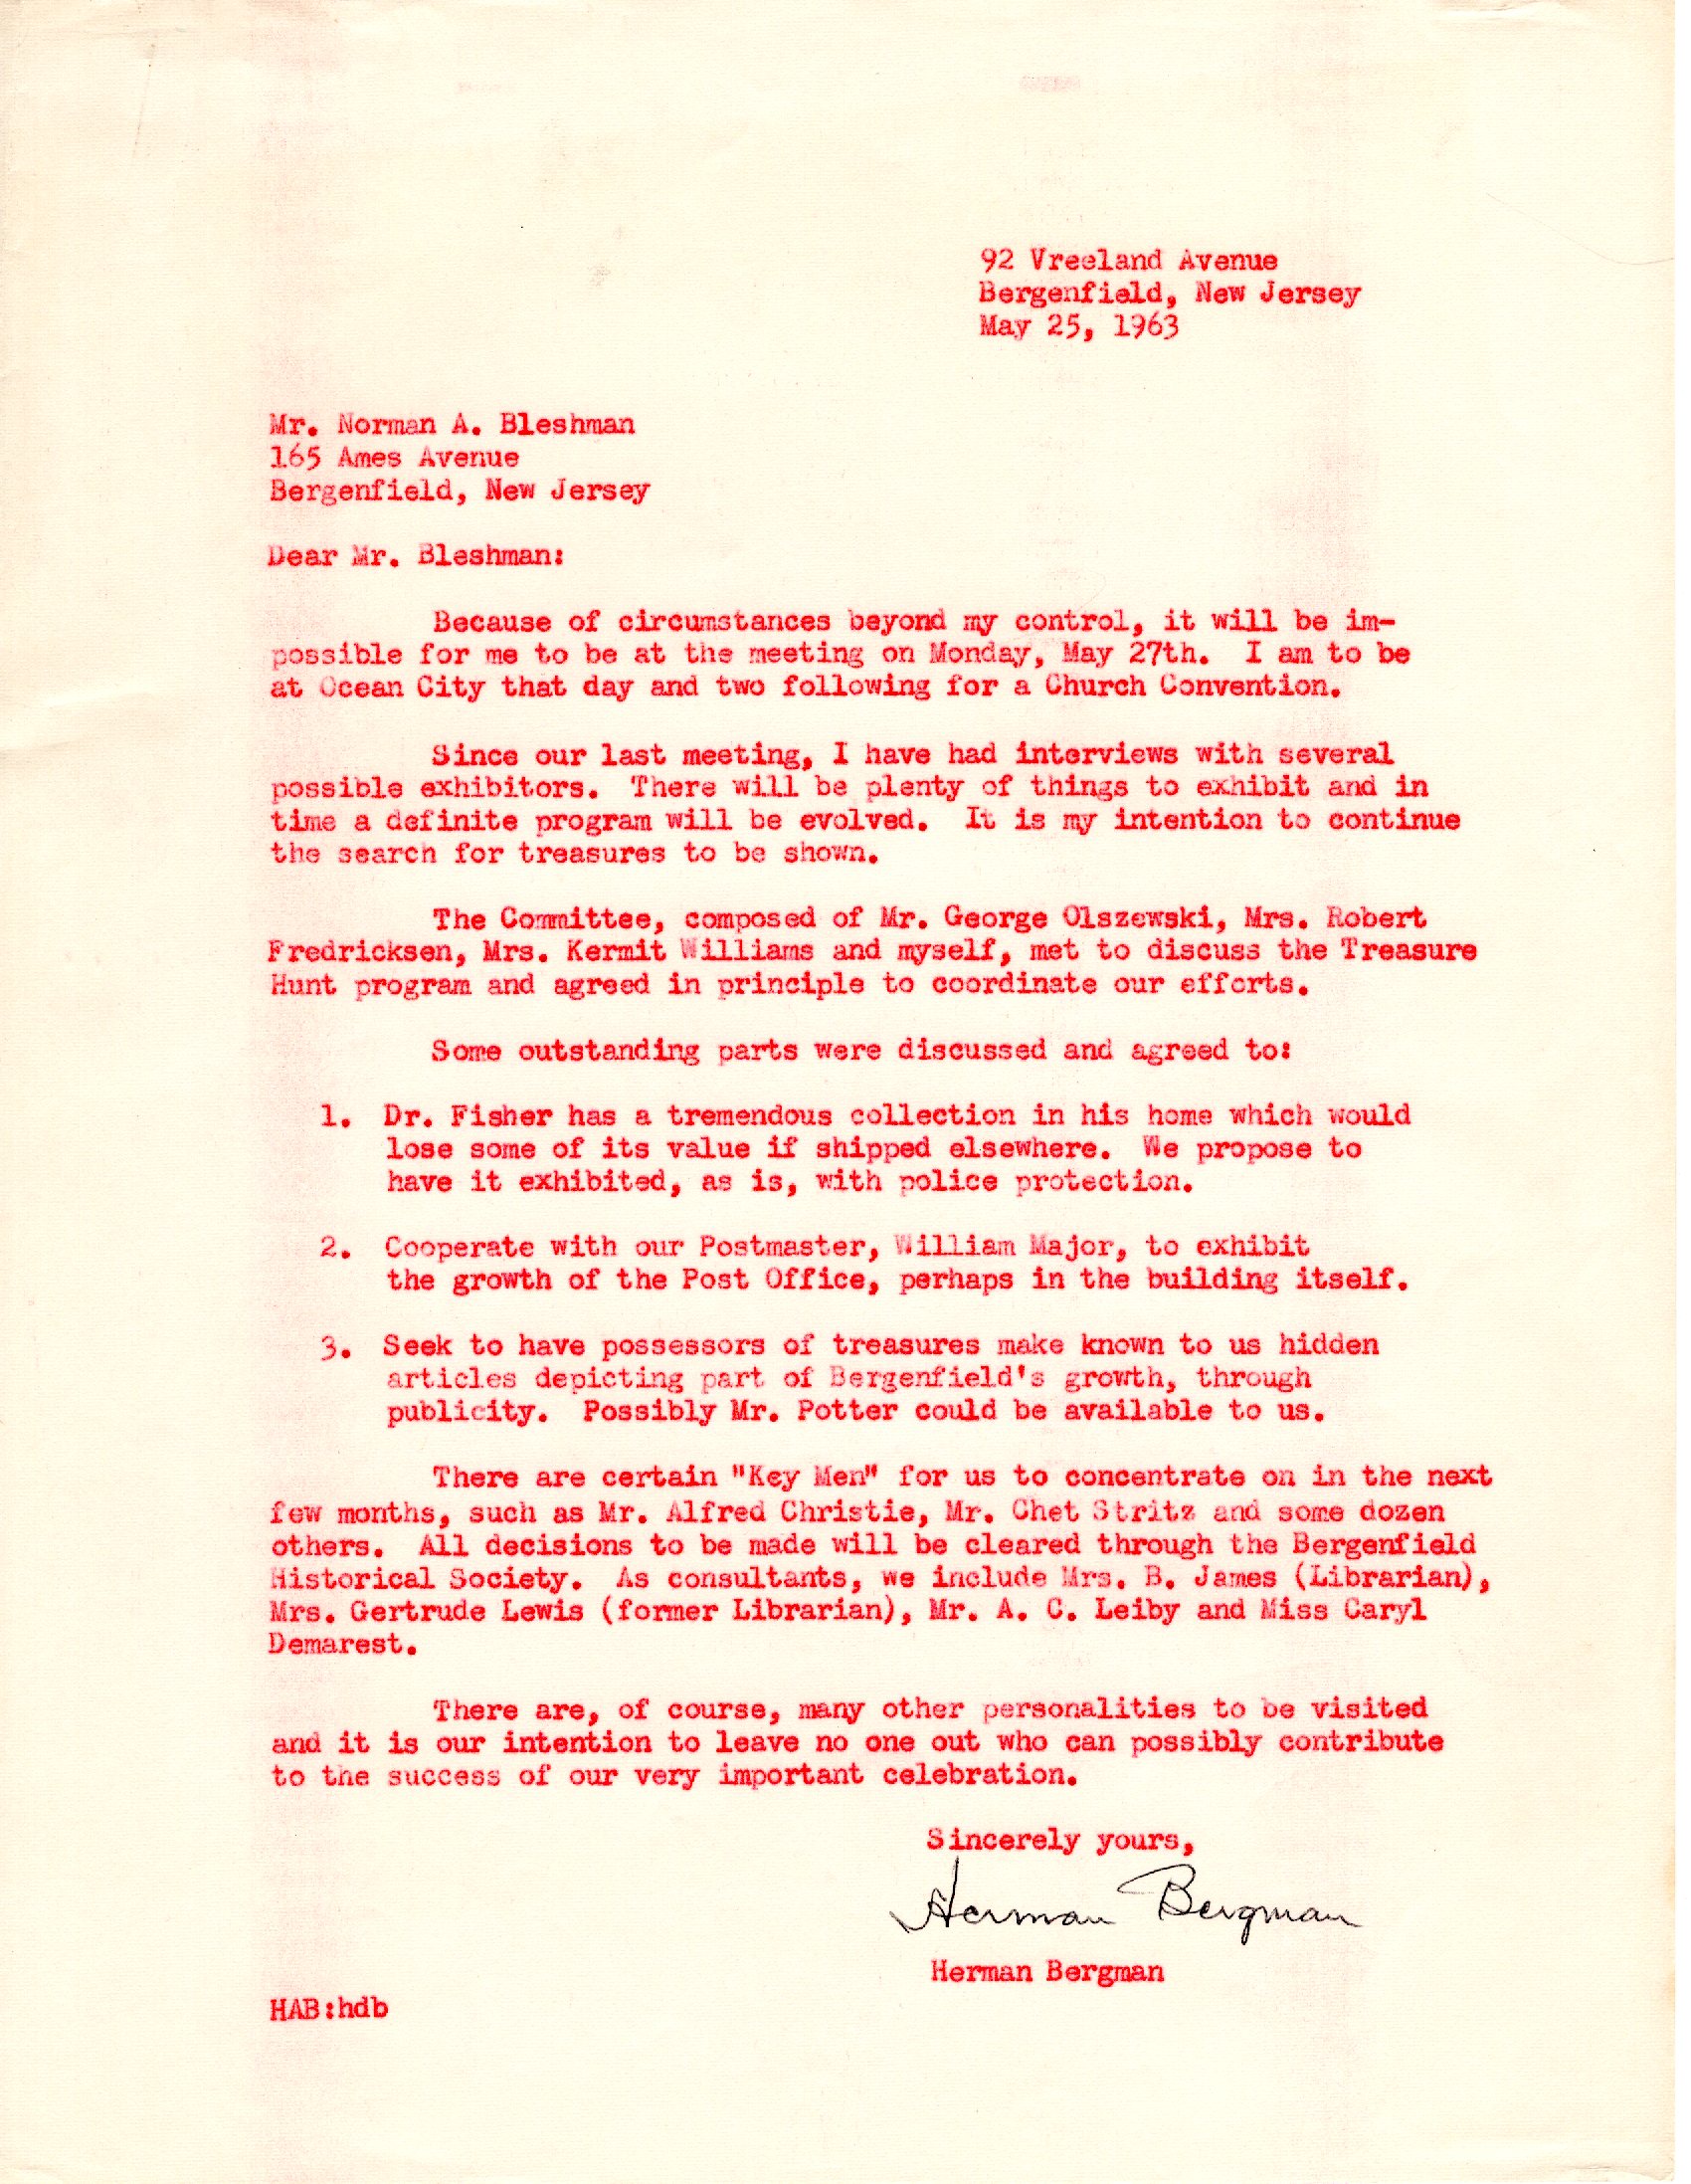 92 Vreeland Avenue
Bergenfield, New Jersey
May 25, 1963
Mr. Norman A. Bleshman
165 Ames Avenue
Bergenfield, New Jersey
Dear Mr. Bleshman:
Because of circumstances beyond my control, it will be im-
possible for me to be at the meeting on Monday, May 27th. I am to be
at Ocean City that day and two following for a Church Convention.
Since our last meeting, I have had interviews with several
possible exhibitors. There will be plenty of things to exhibit and in
time a definite program will be evolved. It is my intention to continue
the search for treasures to be shown.
The Committee, composed of Mr. George Olszewski, Mrs. Robert
Fredricksen, Mrs. Kermit Williams and myself, met to discuss the Treasure
Hunt program and agreed in principle to coordinate our efforts.
Some outstanding parts were discussed and agreed to:
1. Dr. Fisher has a tremendous collection in his home which would
lose some of its value if shipped elsewhere. We propose to
have it exhibited, as is, with police protection.
2. Cooperate with our Postmaster, William Major, to exhibit
the growth of the Post Office, perhaps in the building itself.
3. Seek to have possessors of treasures make known to us hidden
articles depicting part of Bergenfield's growth, through
publicity. Possibly Mr. Potter could be available to us.
There are certain "Key Men" for us to concentrate on in the next
few months, such as Mr. Alfred Christie, Mr. Chet Stritz and some dozen
others. All decisions to be made will be cleared through the Bergenfield
Historical Society. As consultants, we include Mrs. B. James (Librarian),
Mrs. Gertrude Lewis (former Librarian), Mr. A. C. Leiby and Miss Caryl
Demarest.
There are, of course, many other personalities to be visited
and it is our intention to leave no one out who can possibly contribute
to the success of our very important celebration.
Sincerely yours,
Herman Bergman
Herman Bergman
HAB:hdb